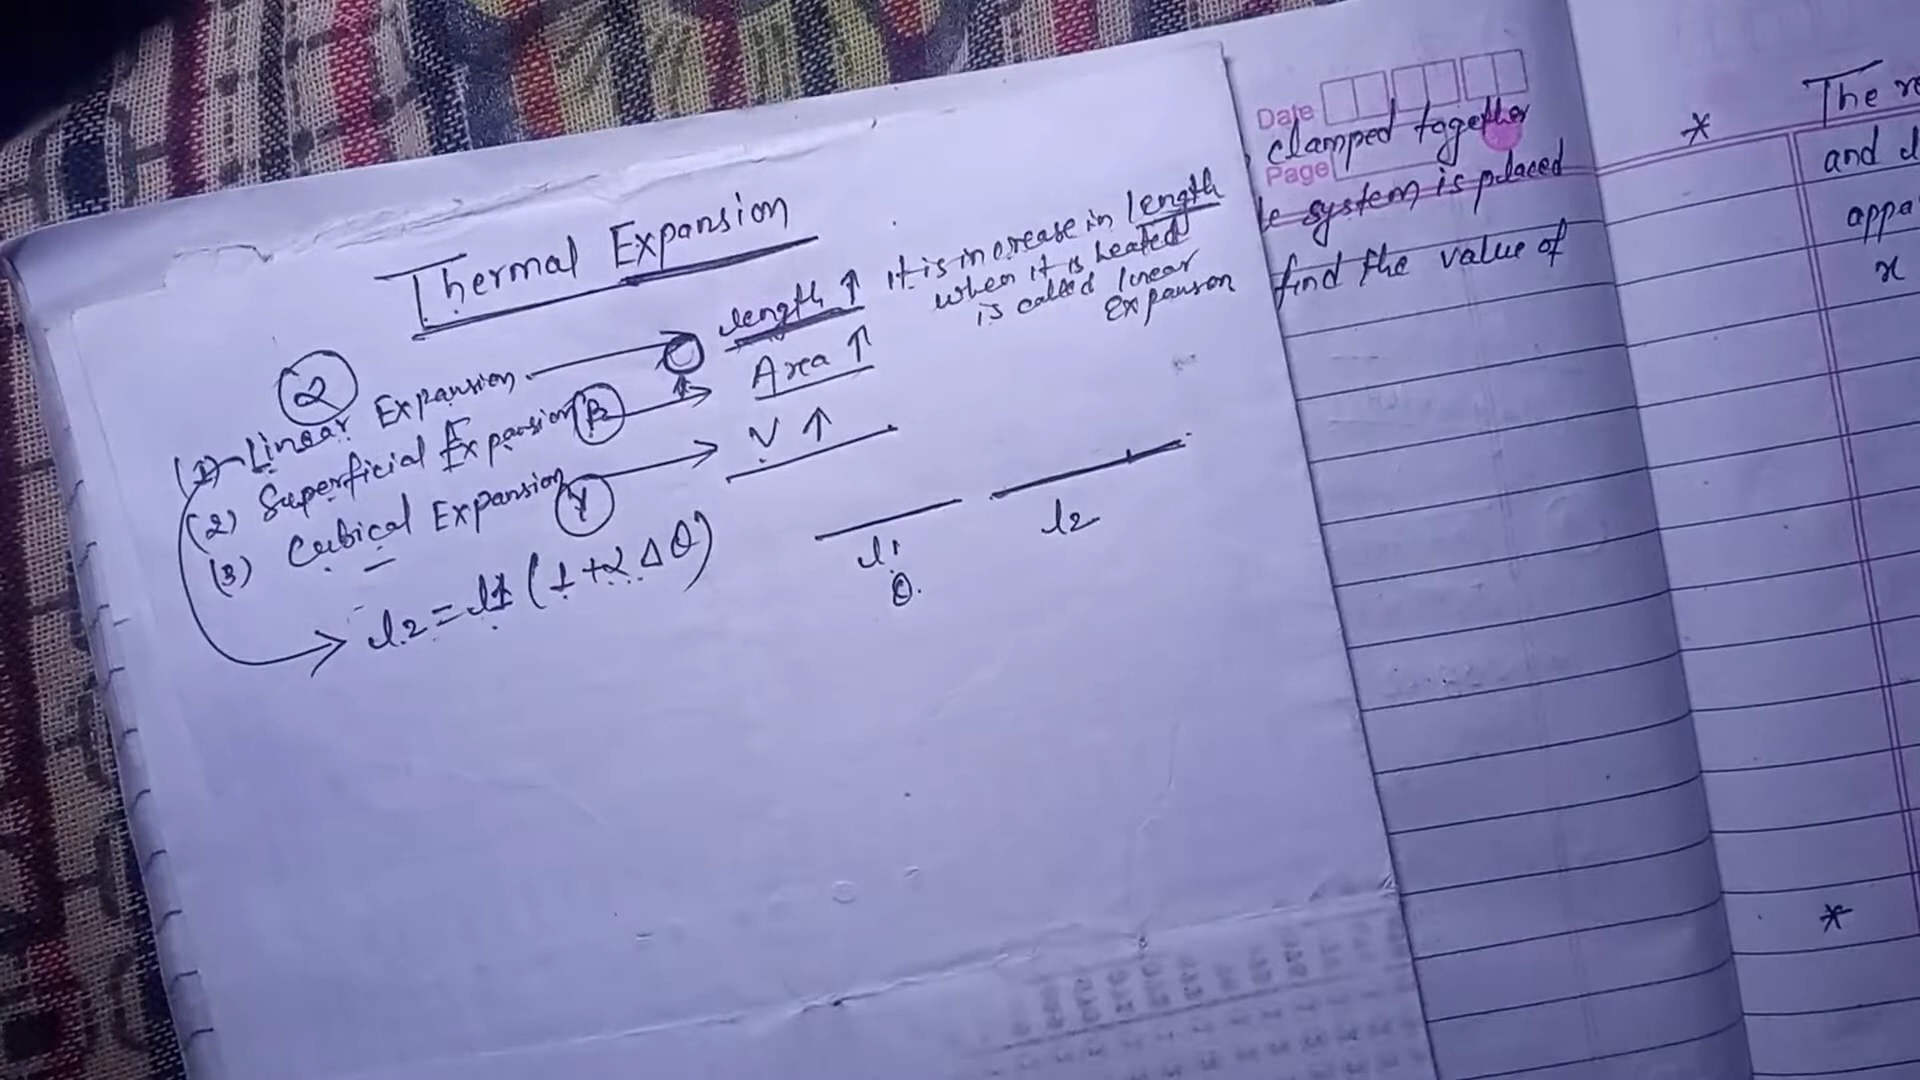 Thermal Expansion
α
(1) Linear Expansion → length ↑
it is increase in length
when it is heated
is called linear
Expansion
(2) Superficial Expansion β → Area ↑
(3) Cubical Expansion γ → V ↑
l2 = l1 (1 + α Δθ)
l1
l2
θ
Date
clamped together
Page
system is placed
find the value of
*
The
and
x
*